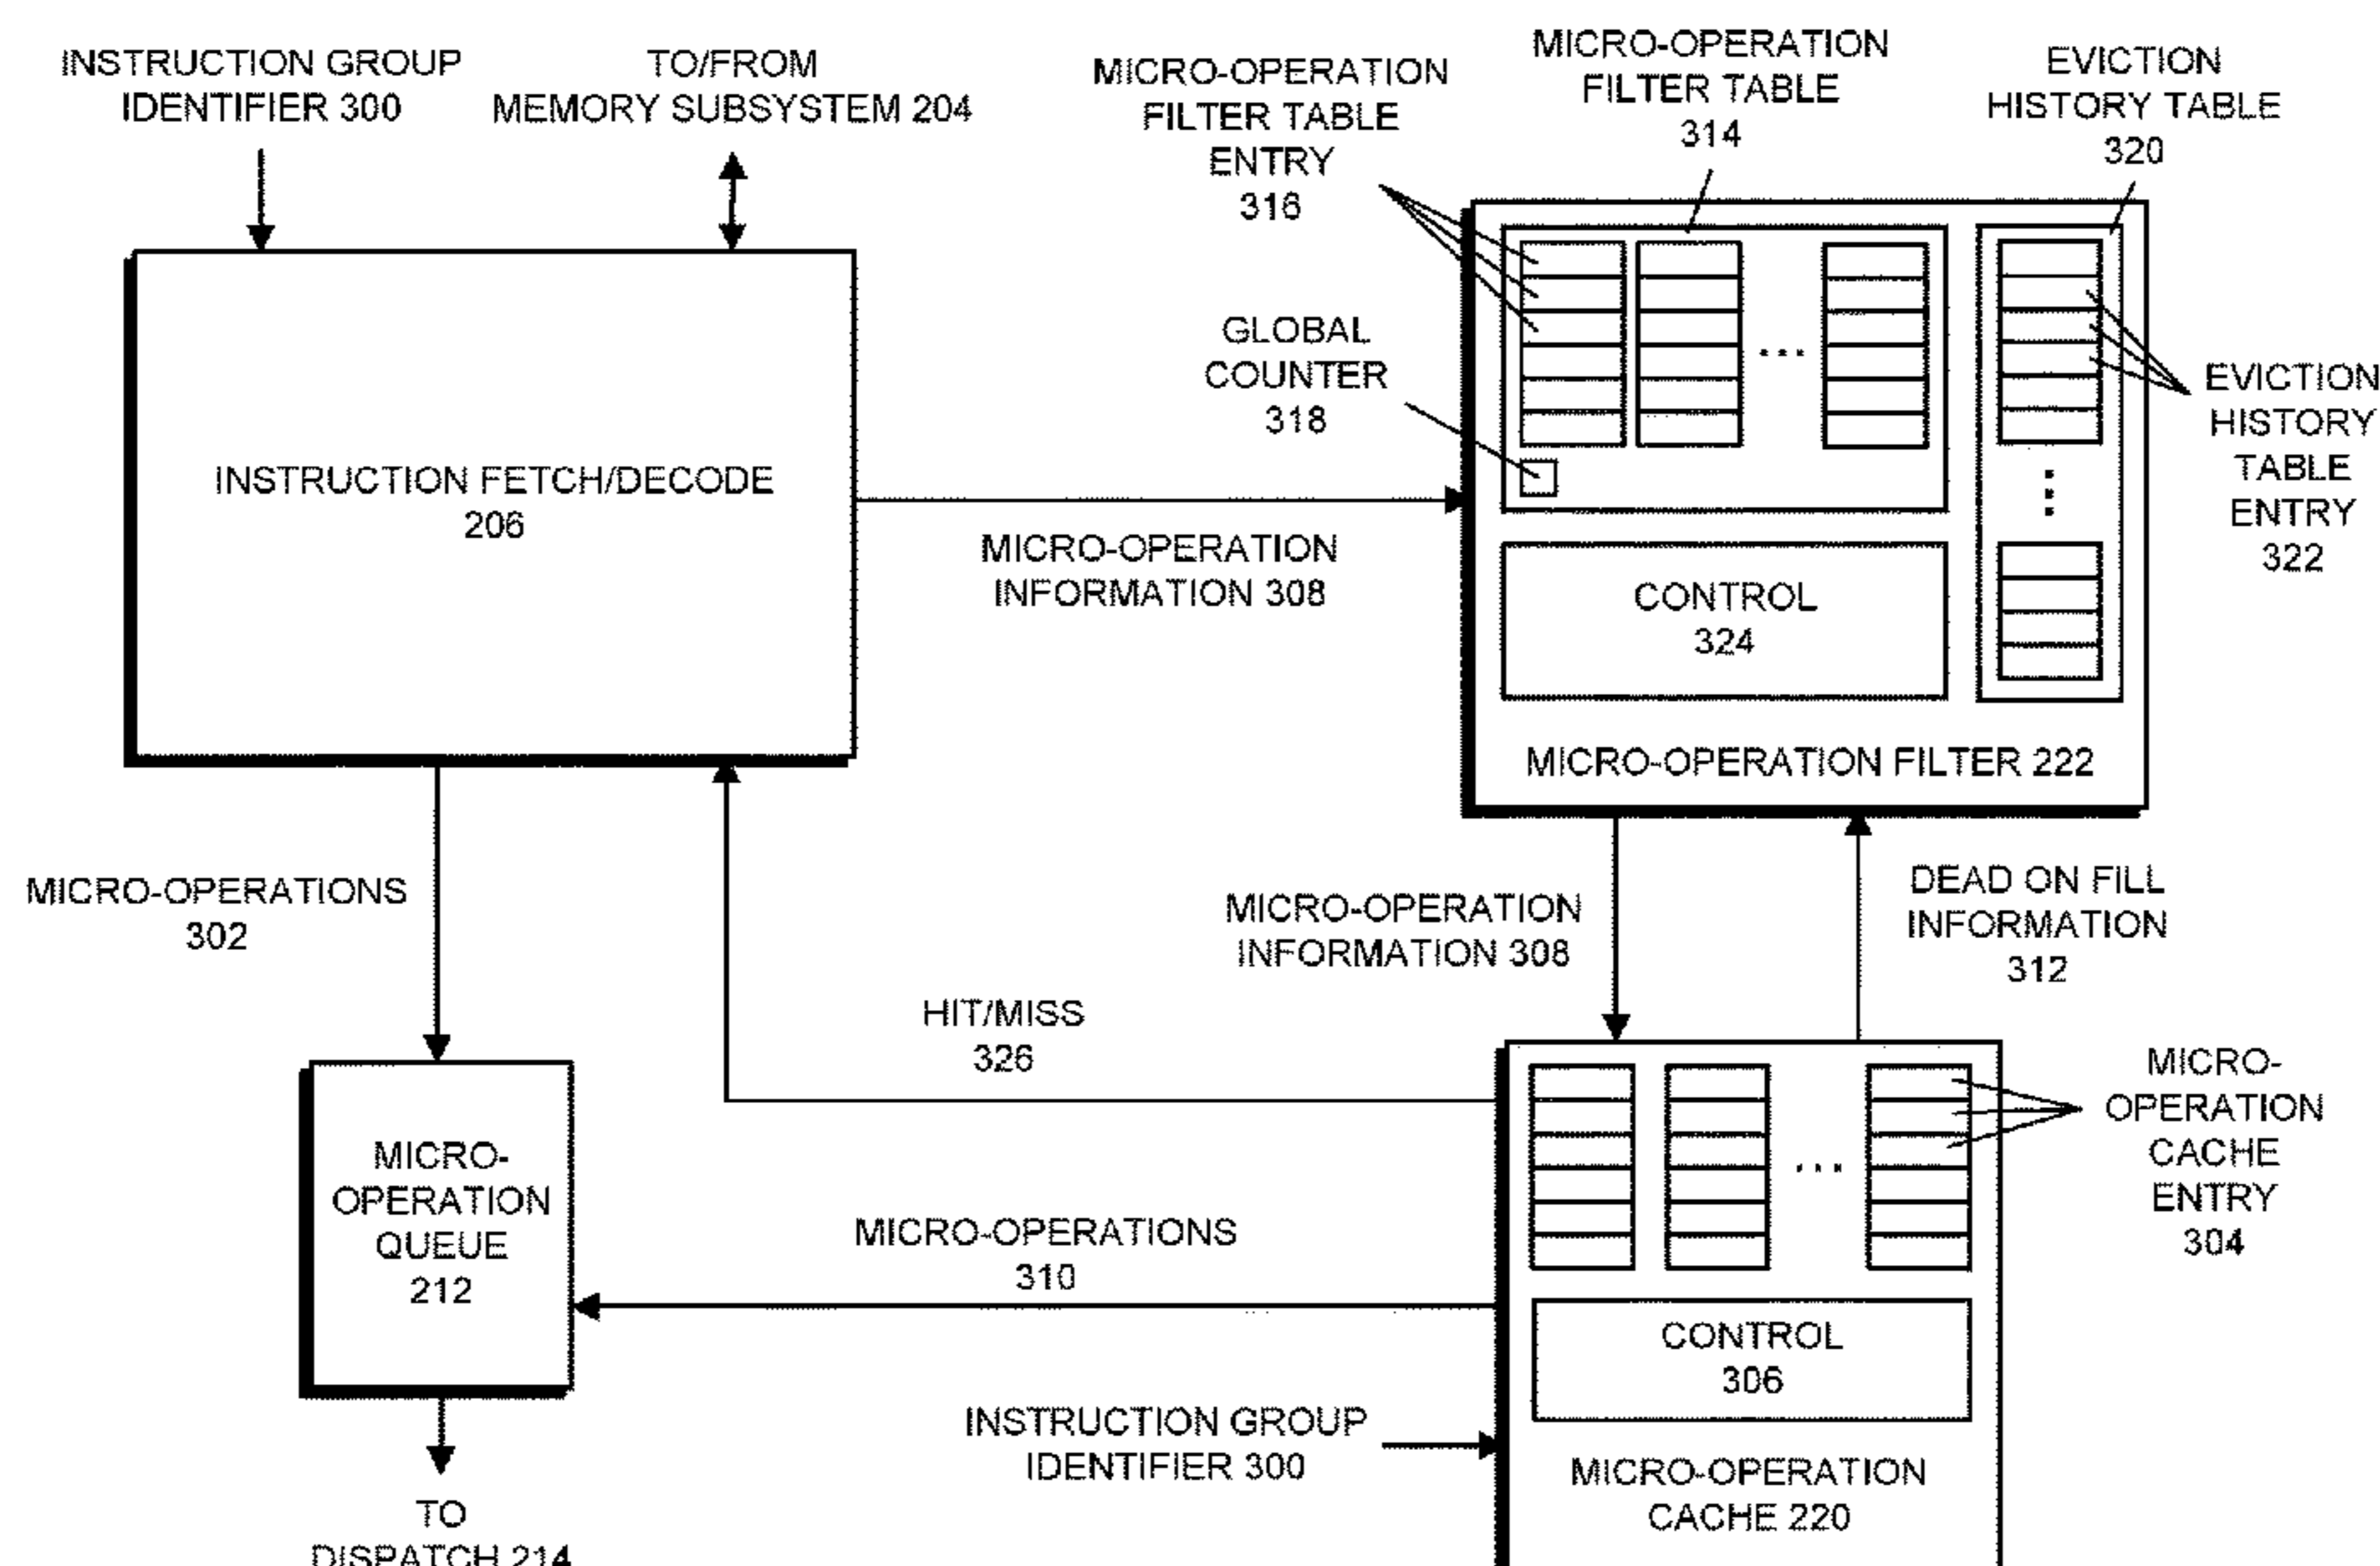 INSTRUCTION GROUP
IDENTIFIER 300
TO/FROM
MEMORY SUBSYSTEM 204
MICRO-OPERATION
FILTER TABLE
ENTRY
316
MICRO-OPERATION
FILTER TABLE
314
EVICTION
HISTORY TABLE
320
GLOBAL
COUNTER
318
EVICTION
HISTORY
TABLE
ENTRY
322
INSTRUCTION FETCH/DECODE
206
MICRO-OPERATION
INFORMATION 308
CONTROL
324
MICRO-OPERATION FILTER 222
MICRO-OPERATIONS
302
MICRO-OPERATION
INFORMATION 308
DEAD ON FILL
INFORMATION
312
HIT/MISS
326
MICRO-
OPERATION
CACHE
ENTRY
304
MICRO-
OPERATION
QUEUE
212
MICRO-OPERATIONS
310
CONTROL
306
INSTRUCTION GROUP
IDENTIFIER 300
MICRO-OPERATION
CACHE 220
TO
DISPATCH 214